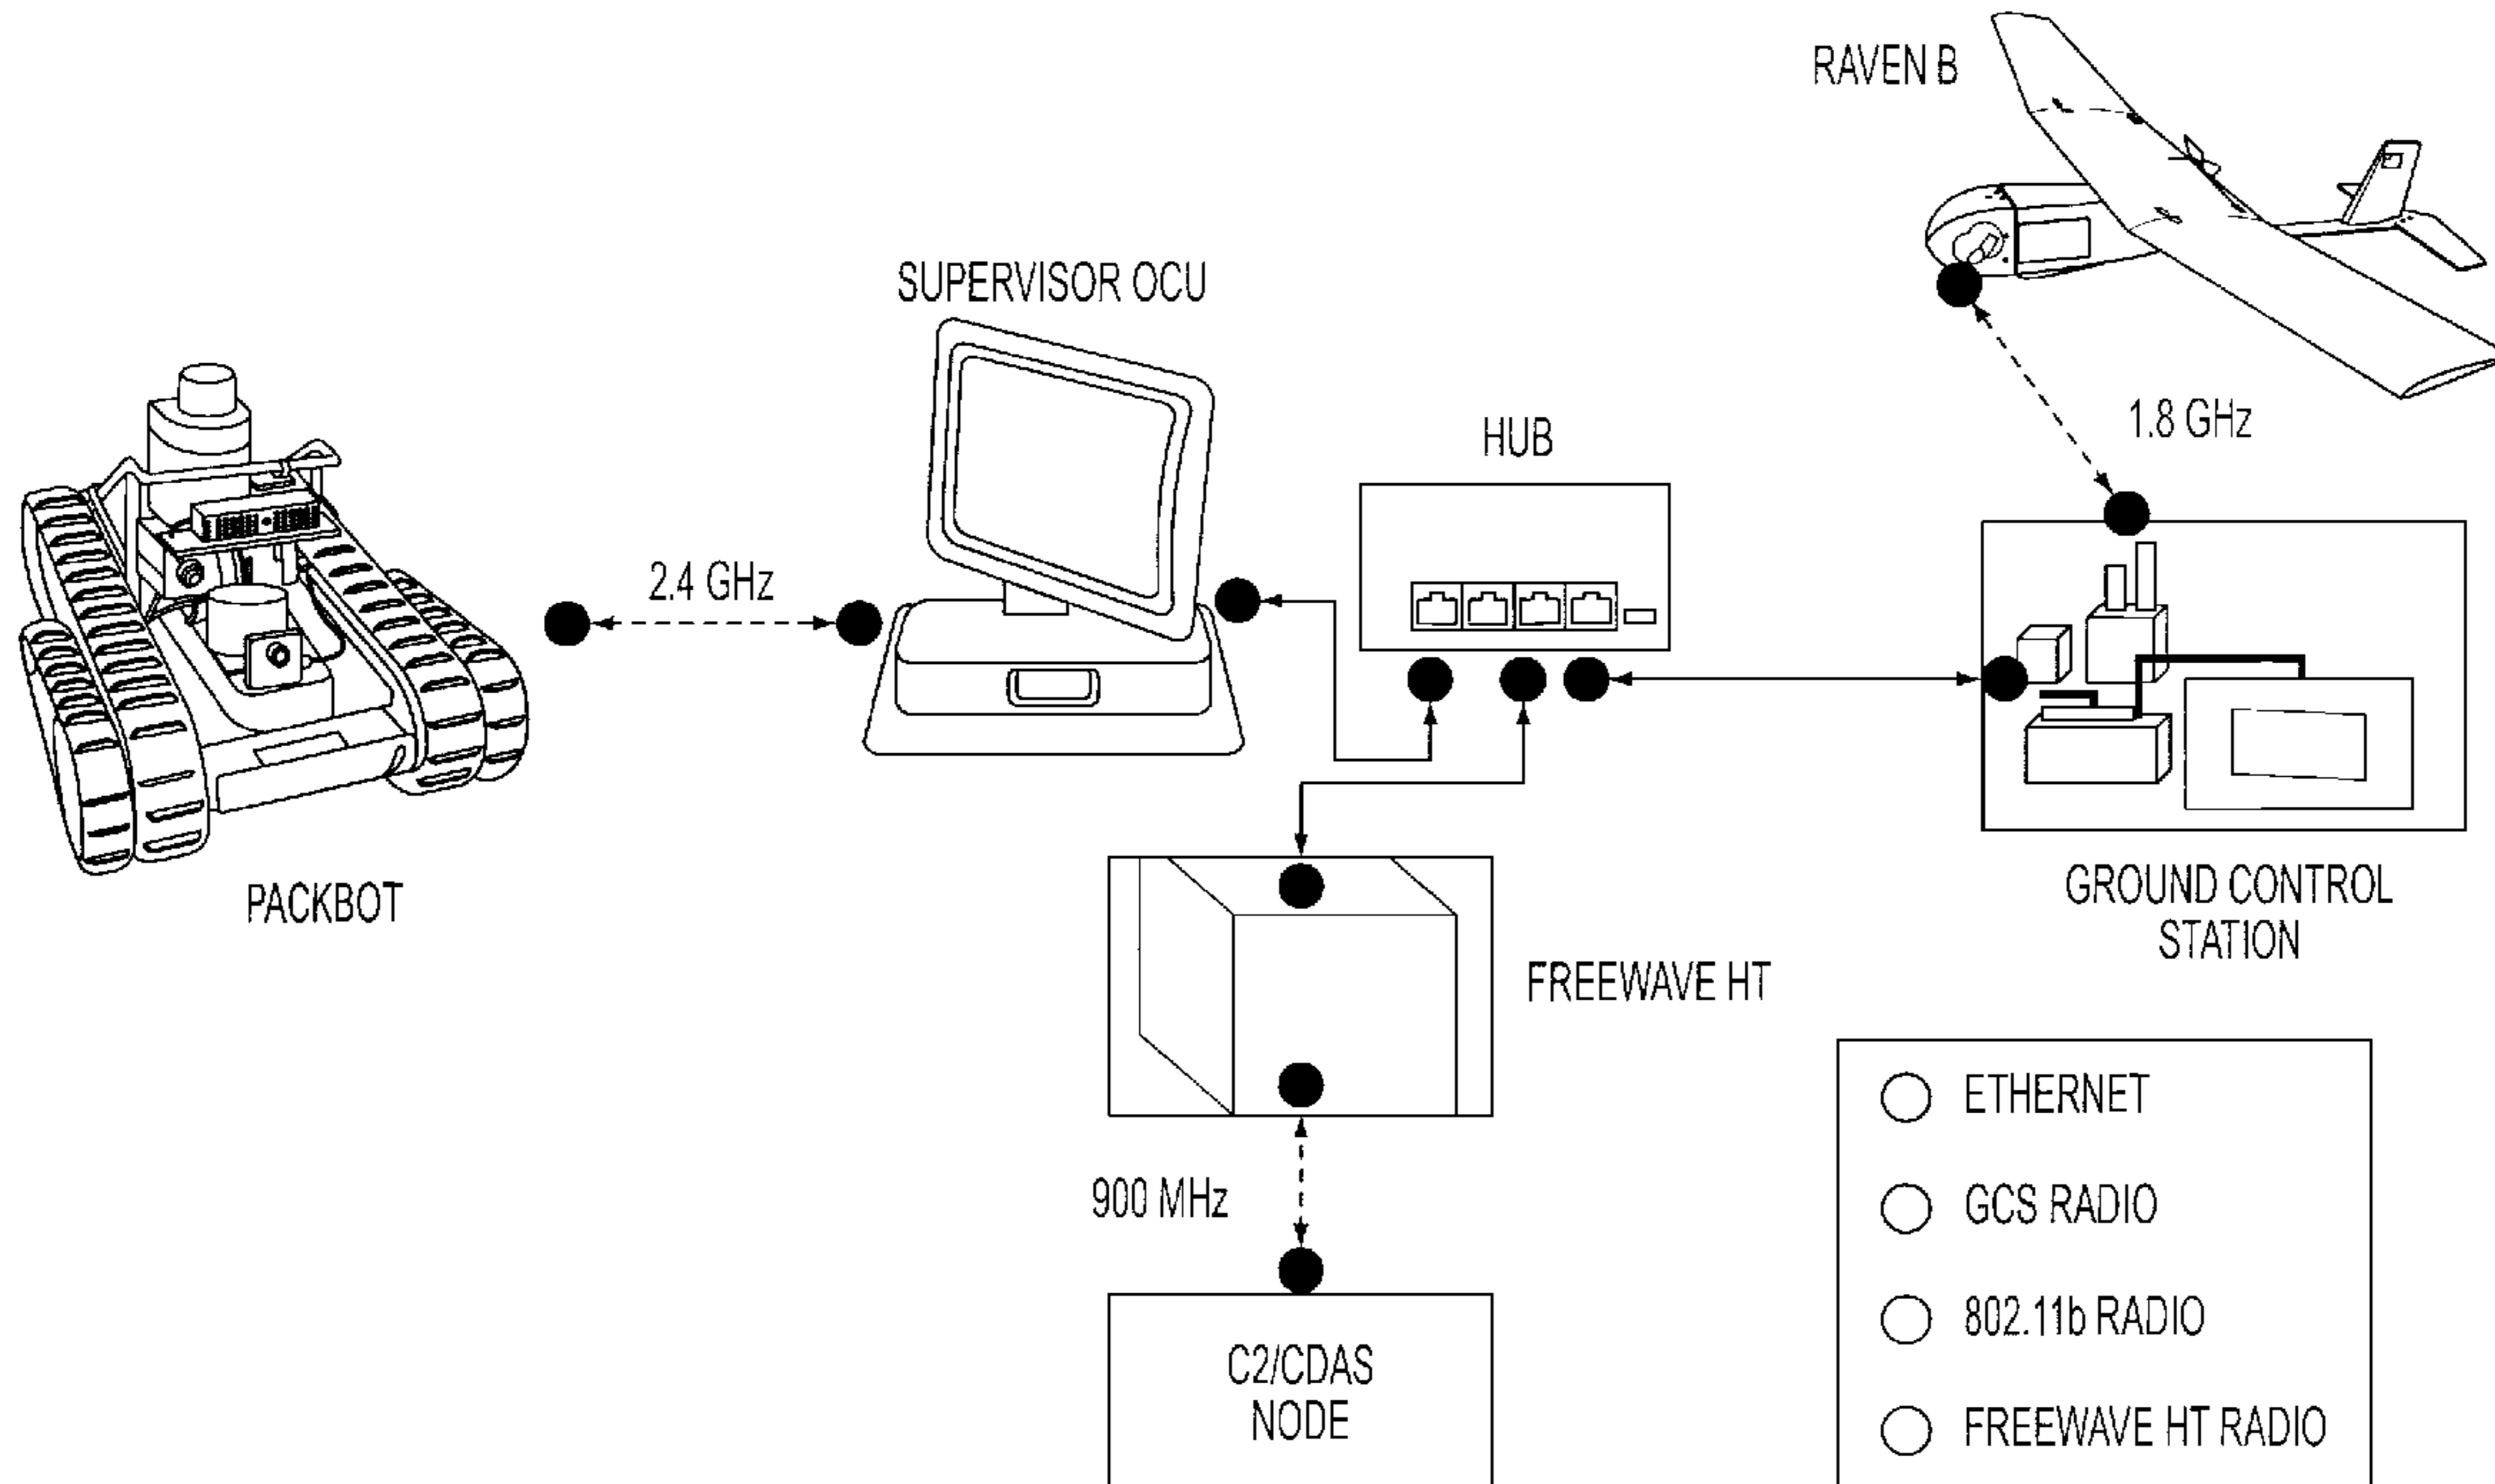 RAVEN B
SUPERVISOR OCU
1.8 GHz
HUB
2.4 GHz
PACKBOT
GROUND CONTROL
STATION
FREEWAVE HT
900 MHz
C2/CDAS
NODE
ETHERNET
GCS RADIO
802.11b RADIO
FREEWAVE HT RADIO